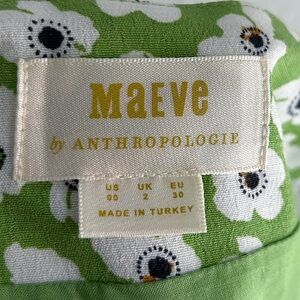 MAEVE
by ANTHROPOLOGIE
US UK EU
00 2 30
MADE IN TURKEY